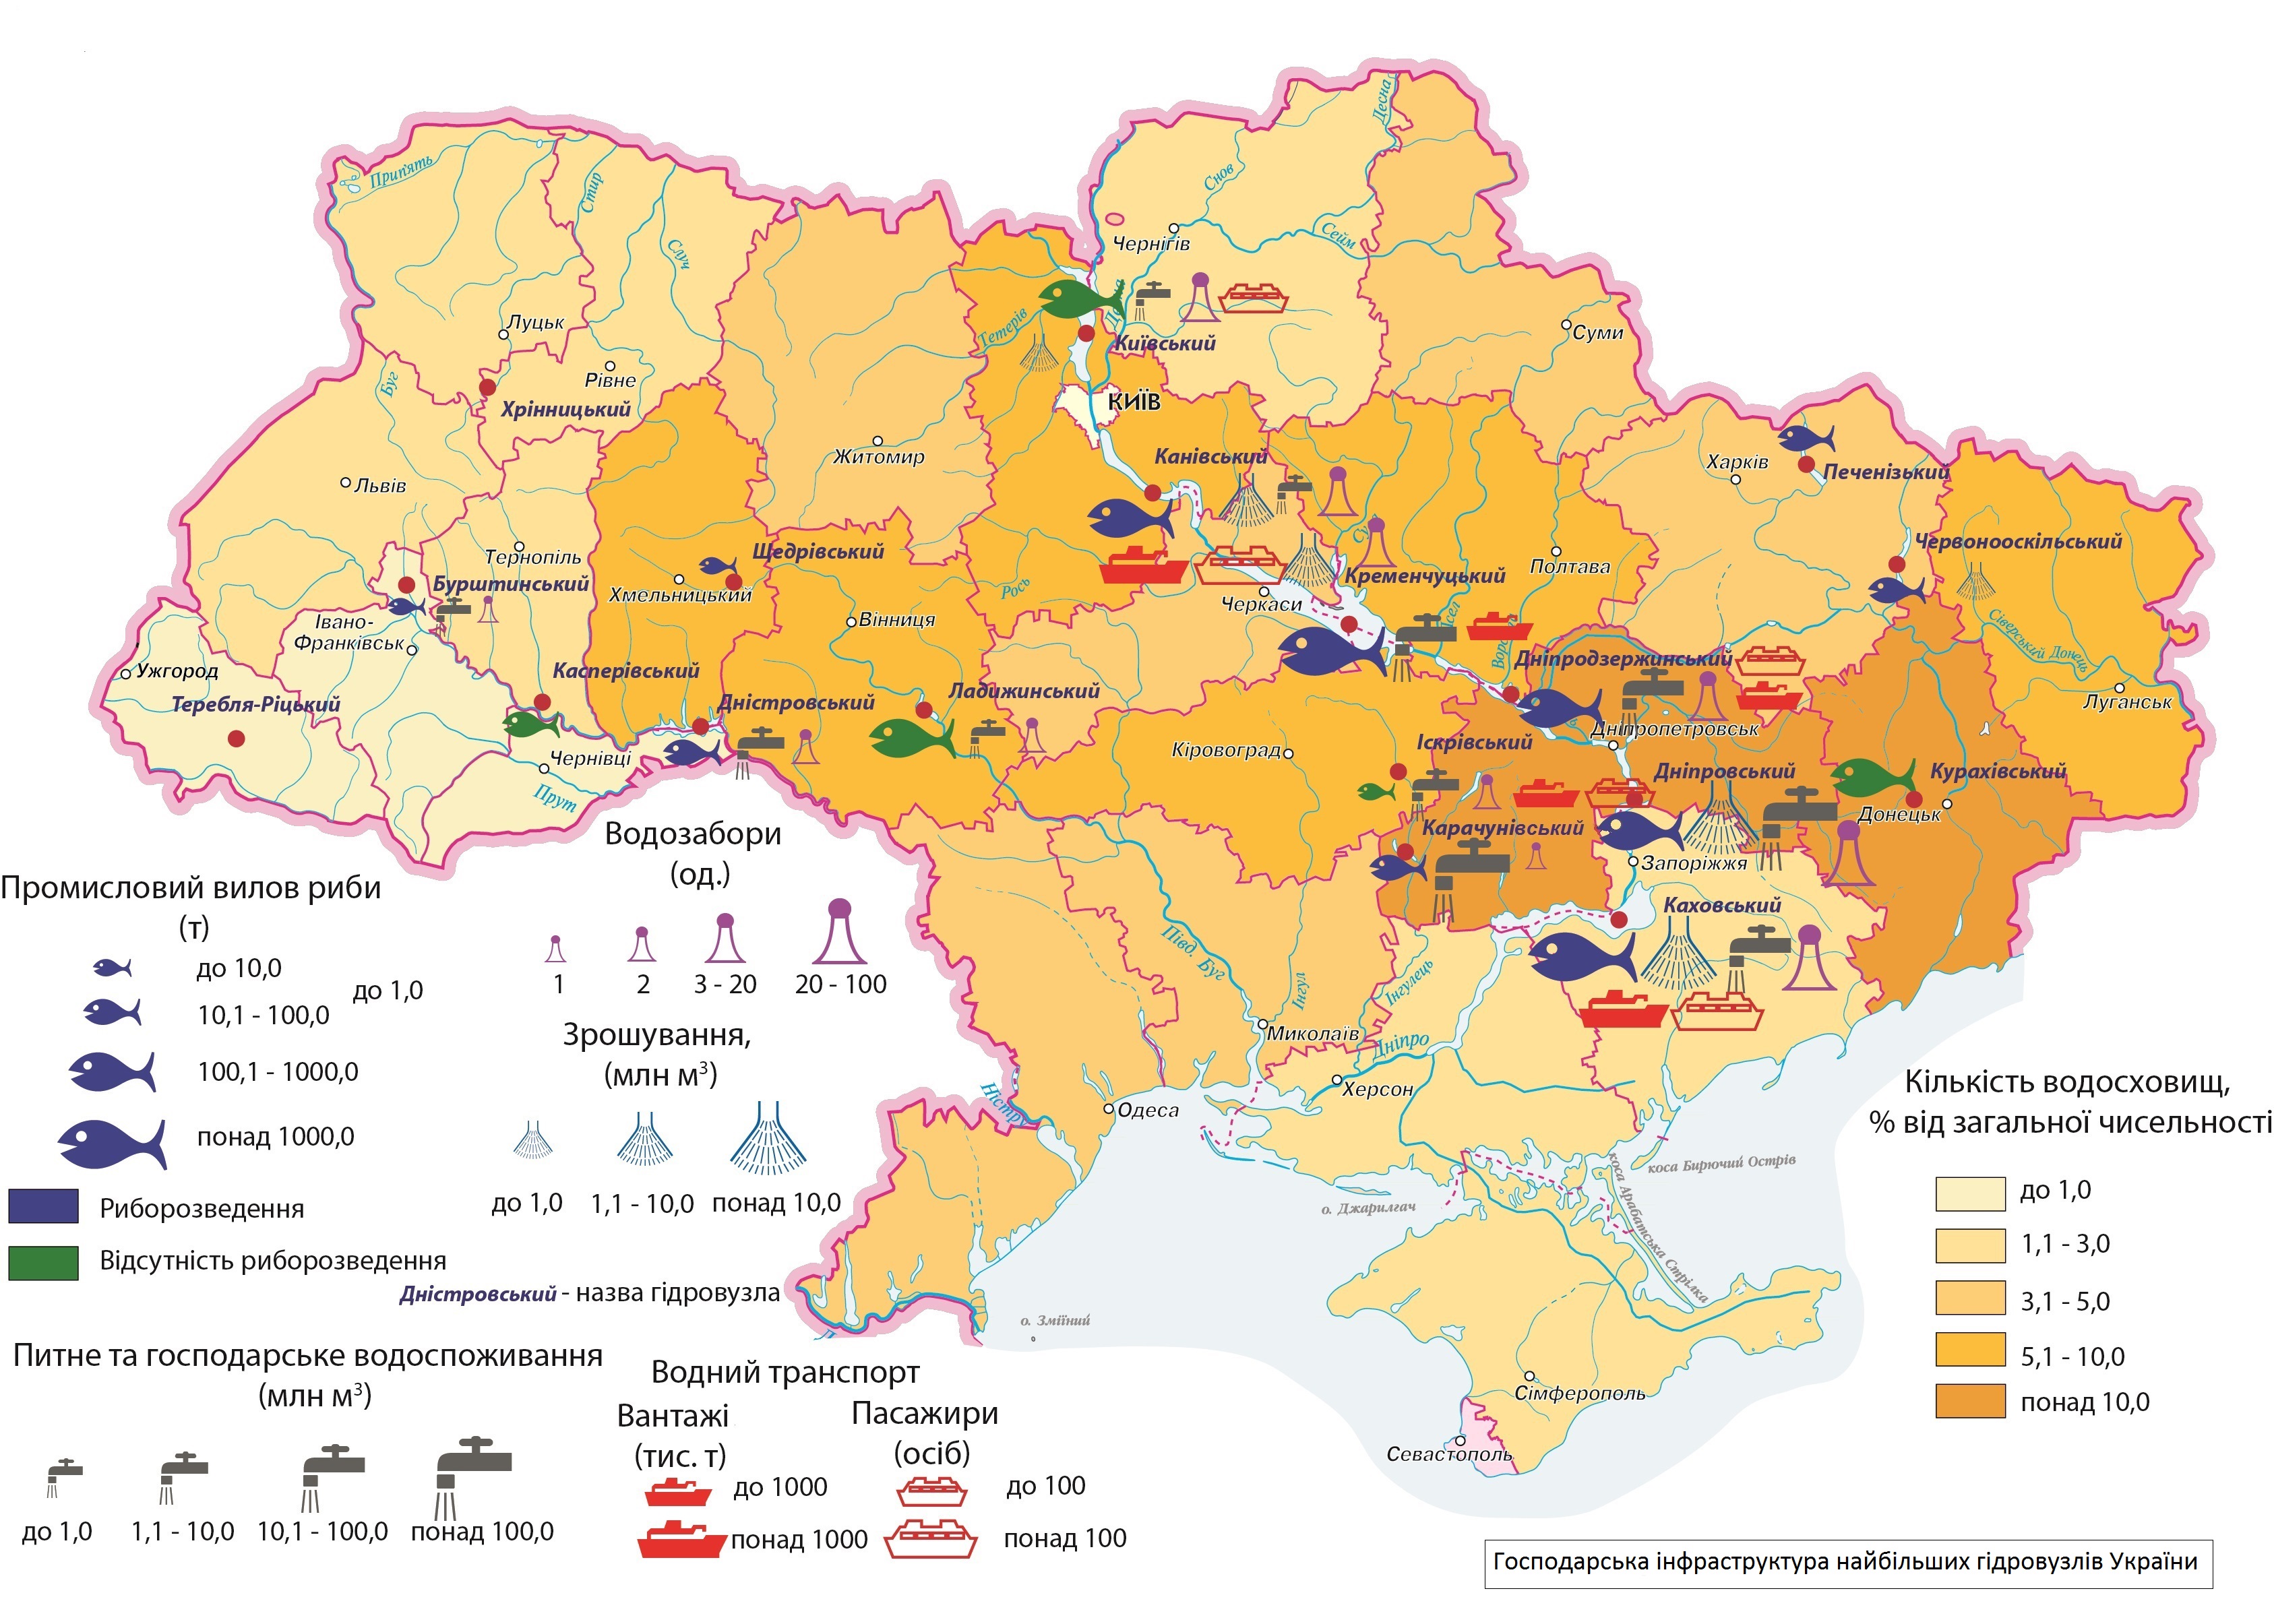 Прип'ять
Стир
Случ
Десна
Снов
Сейм
Чернігів
Луцьк
Рівне
Хрінницький
Буг
Тетерів
Київський
КИЇВ
Суми
Житомир
Львів
Канівський
Харків
Печенізький
Тернопіль
Бурштинський
Щедрівський
Хмельницький
Червонооскільський
Івано-
Франківськ
Вінниця
Рось
Черкаси
Кременчуцький
Полтава
Сіверський Донець
Ужгород
Теребля-Ріцький
Касперівський
Дністровський
Ладижинський
Дніпродзержинський
Луганськ
Чернівці
Прут
Кіровоград
Іскрівський
Дніпропетровськ
Дніпровський
Курахівський
Донецьк
Карачунівський
Запоріжжя
Каховський
Півд. Буг
Інгул
Інгулець
Миколаїв
Дніпро
Херсон
Одеса
коса Бирючий Острів
о. Джарилгач
коса Арабатська Стрілка
о. Зміїний
Сімферополь
Севастополь
Водозабори
(од.)
1
2
3 - 20
20 - 100
Промисловий вилов риби
(т)
до 10,0
до 1,0
10,1 - 100,0
100,1 - 1000,0
понад 1000,0
Риборозведення
Відсутність риборозведення
Зрошування,
(млн м³)
до 1,0
1,1 - 10,0
понад 10,0
Дністровський - назва гідровузла
Питне та господарське водоспоживання
(млн м³)
до 1,0
1,1 - 10,0
10,1 - 100,0
понад 100,0
Водний транспорт
Вантажі
(тис. т)
до 1000
понад 1000
Пасажири
(осіб)
до 100
понад 100
Кількість водосховищ,
% від загальної чисельності
до 1,0
1,1 - 3,0
3,1 - 5,0
5,1 - 10,0
понад 10,0
Господарська інфраструктура найбільших гідровузлів України